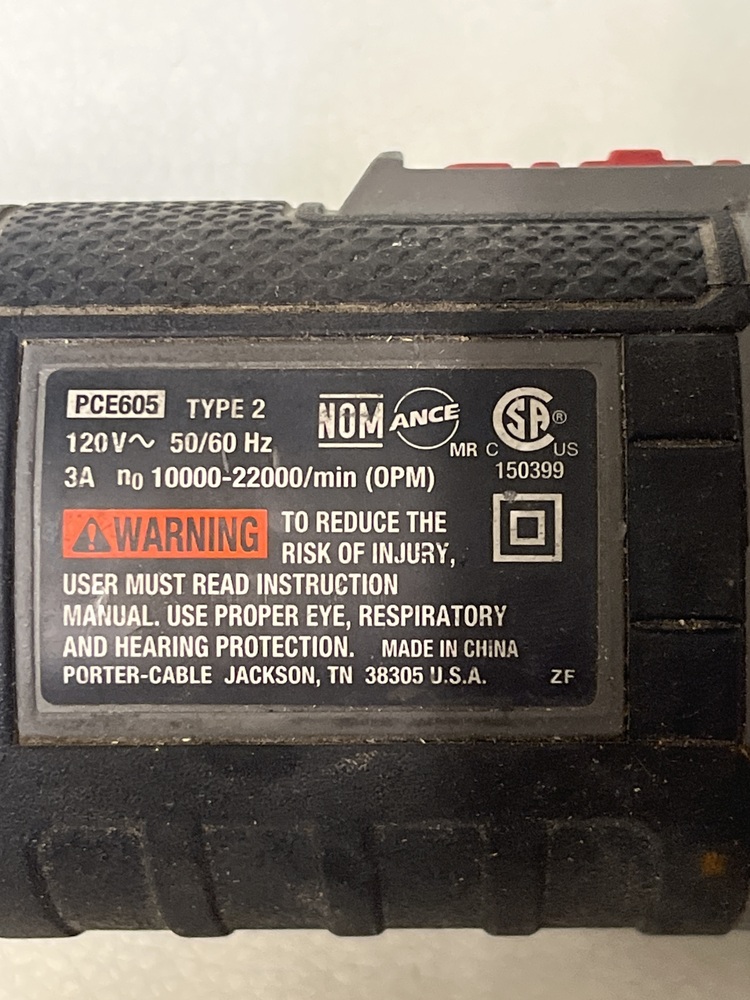 PCE605 TYPE 2
120V~ 50/60 Hz
3A n0 10000-22000/min (OPM)
NOM ANCE
MR C SA® US
150399
⚠WARNING TO REDUCE THE
RISK OF INJURY,
USER MUST READ INSTRUCTION
MANUAL. USE PROPER EYE, RESPIRATORY
AND HEARING PROTECTION. MADE IN CHINA
PORTER-CABLE JACKSON, TN 38305 U.S.A. ZF